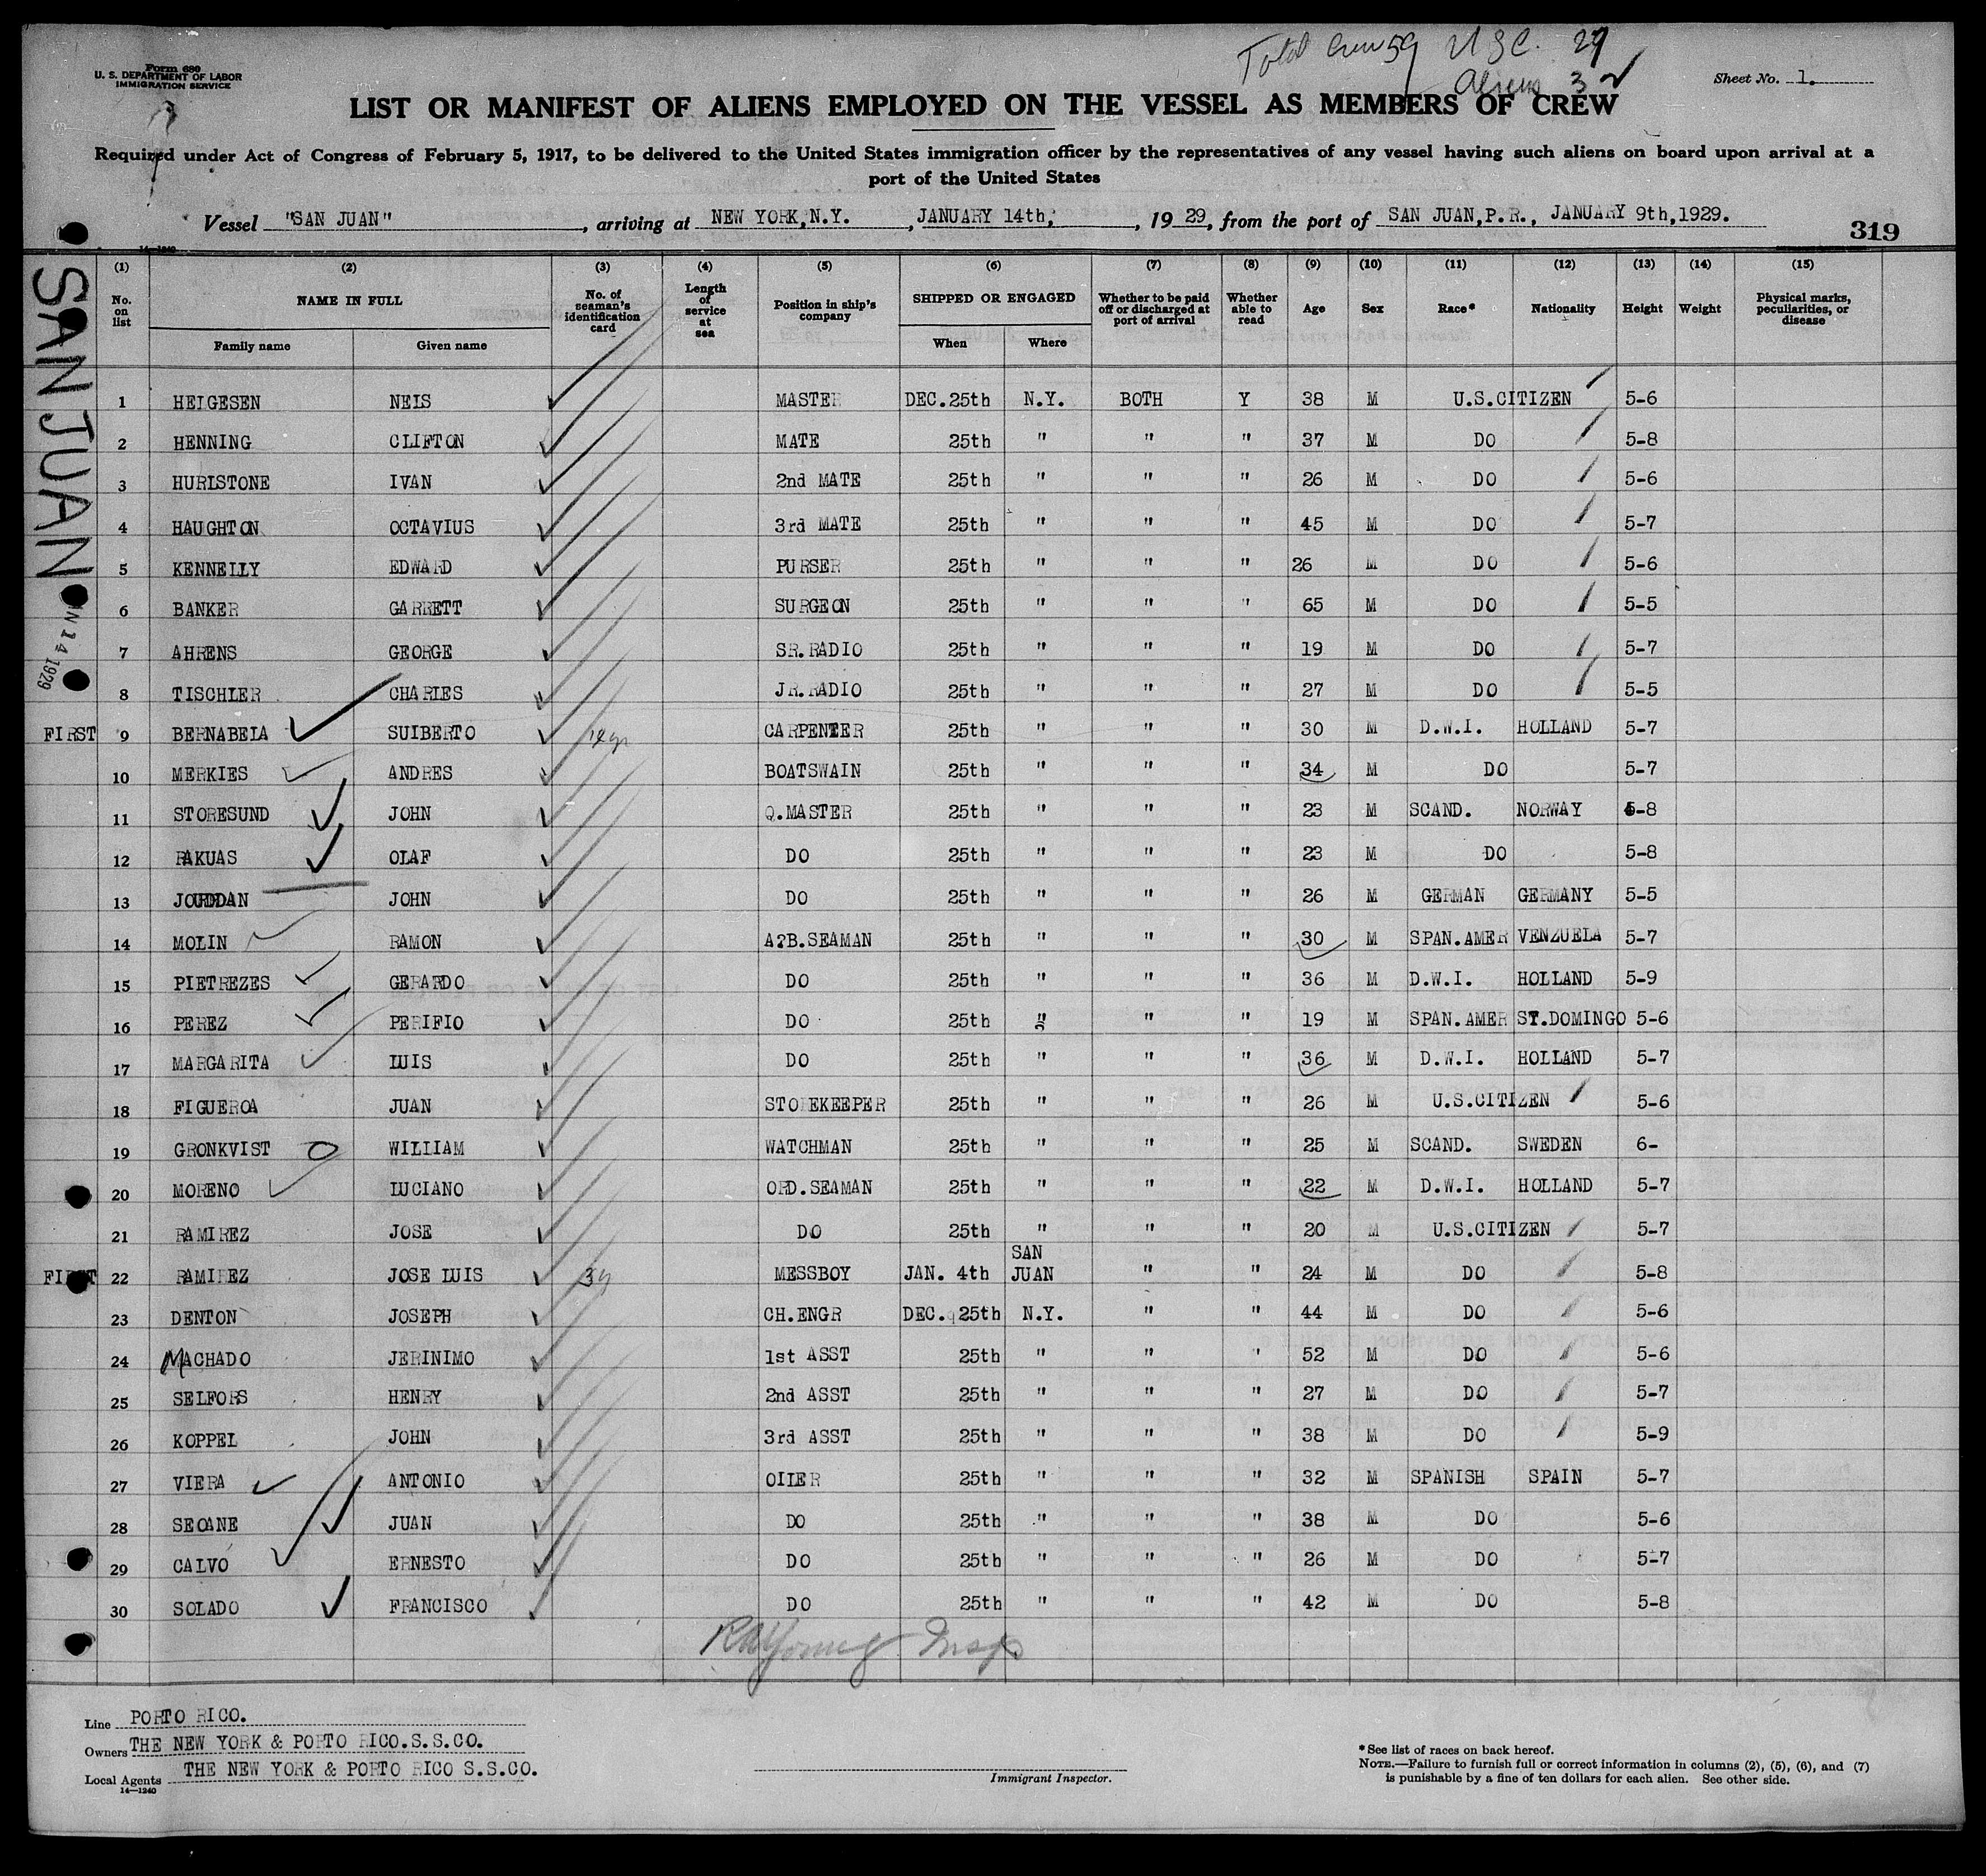 Total Crew 59 U S C. 27
Aliens 32
Form 680
U. S. DEPARTMENT OF LABOR
IMMIGRATION SERVICE
Sheet No. 1.
LIST OR MANIFEST OF ALIENS EMPLOYED ON THE VESSEL AS MEMBERS OF CREW
Required under Act of Congress of February 5, 1917, to be delivered to the United States immigration officer by the representatives of any vessel having such aliens on board upon arrival at a
port of the United States
Vessel "SAN JUAN", arriving at NEW YORK,N.Y., JANUARY 14th, 1929, from the port of SAN JUAN,P.R., JANUARY 9th,1929.
319
14—1240
SAN JUAN
N 14 1929
(1) (2) (3) (4) (5) (6) (7) (8) (9) (10) (11) (12) (13) (14) (15)
No. on list NAME IN FULL No. of seaman's identification card Length of service at sea Position in ship's company SHIPPED OR ENGAGED Whether to be paid off or discharged at port of arrival Whether able to read Age Sex Race* Nationality Height Weight Physical marks, peculiarities, or disease
Family name Given name When Where
1 HELGESEN NEIS MASTER DEC.25th N.Y. BOTH Y 38 M U.S.CITIZEN 5-6
2 HENNING CLIFTON MATE 25th " " " 37 M DO 5-8
3 HURLSTONE IVAN 2nd MATE 25th " " " 26 M DO 5-6
4 HAUGHTON OCTAVIUS 3rd MATE 25th " " " 45 M DO 5-7
5 KENNELLY EDWARD PURSER 25th " " " 26 M DO 5-6
6 BANKER GARRETT SURGEON 25th " " " 65 M DO 5-5
7 AHRENS GEORGE SR.RADIO 25th " " " 19 M DO 5-7
8 TISCHLER CHARLES JR.RADIO 25th " " " 27 M DO 5-5
FIRST 9 BERNABELA SUIBERTO CARPENTER 25th " " " 30 M D.W.I. HOLLAND 5-7
10 MERKIES ANDRES BOATSWAIN 25th " " " 34 M DO 5-7
11 STORESUND JOHN Q.MASTER 25th " " " 23 M SCAND. NORWAY 5-8
12 RAKUAS OLAF DO 25th " " " 23 M DO 5-8
13 JOHN DO 25th " " " 26 M GERMAN GERMANY 5-5
14 MOLIN RAMON A?B.SEAMAN 25th " " " 30 M SPAN.AMER VENZUELA 5-7
15 PIETREZES GERARDO DO 25th " " " 36 M D.W.I. HOLLAND 5-9
16 PEREZ PERIFIO DO 25th " " " 19 M SPAN.AMER ST.DOMINGO 5-6
17 MARGARITA LUIS DO 25th " " " 36 M D.W.I. HOLLAND 5-7
18 FIGUEROA JUAN STOREKEEPER 25th " " " 26 M U.S.CITIZEN 5-6
19 GRONKVIST WILLIAM WATCHMAN 25th " " " 25 M SCAND. SWEDEN 6-
20 MORENO LUCIANO ORD.SEAMAN 25th " " " 22 M D.W.I. HOLLAND 5-7
21 RAMIREZ JOSE DO 25th " " " 20 M U.S.CITIZEN 5-7
FIRST 22 RAMIREZ JOSE LUIS 3y MESSBOY JAN. 4th SAN JUAN " " 24 M DO 5-8
23 DENTON JOSEPH CH.ENGR DEC. 25th N.Y. " " 44 M DO 5-6
24 MACHADO JERINIMO 1st ASST 25th " " " 52 M DO 5-6
25 SELFORS HENRY 2nd ASST 25th " " " 27 M DO 5-7
26 KOPPEL JOHN 3rd ASST 25th " " " 38 M DO 5-9
27 VIERA ANTONIO OILER 25th " " " 32 M SPANISH SPAIN 5-7
28 SEOANE JUAN DO 25th " " " 38 M DO 5-6
29 CALVO ERNESTO DO 25th " " " 26 M DO 5-7
30 SOLADO FRANCISCO DO 25th " " " 42 M DO 5-8
Young Insp
Line PORTO RICO.
Owners THE NEW YORK & PORTO RICO.S.S.CO.
Local Agents THE NEW YORK & PORTO RICO S.S.CO.
14—1240
Immigrant Inspector.
*See list of races on back hereof.
NOTE.—Failure to furnish full or correct information in columns (2), (5), (6), and (7)
is punishable by a fine of ten dollars for each alien. See other side.